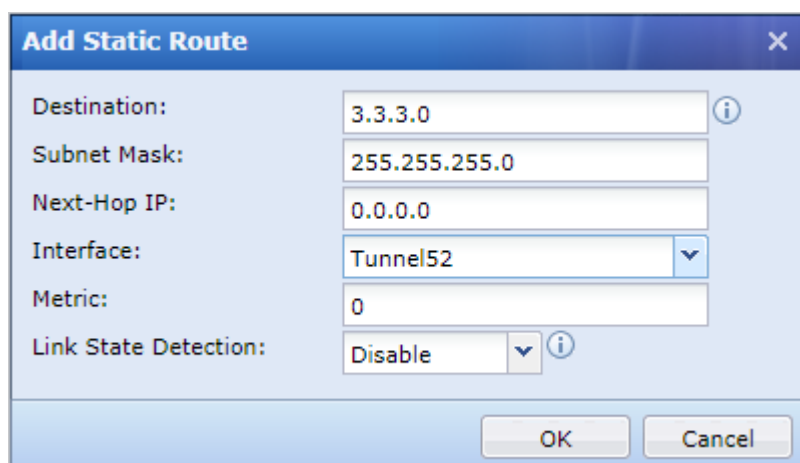 Add Static Route
Destination: 3.3.3.0
Subnet Mask: 255.255.255.0
Next-Hop IP: 0.0.0.0
Interface: Tunnel52
Metric: 0
Link State Detection: Disable
OK Cancel